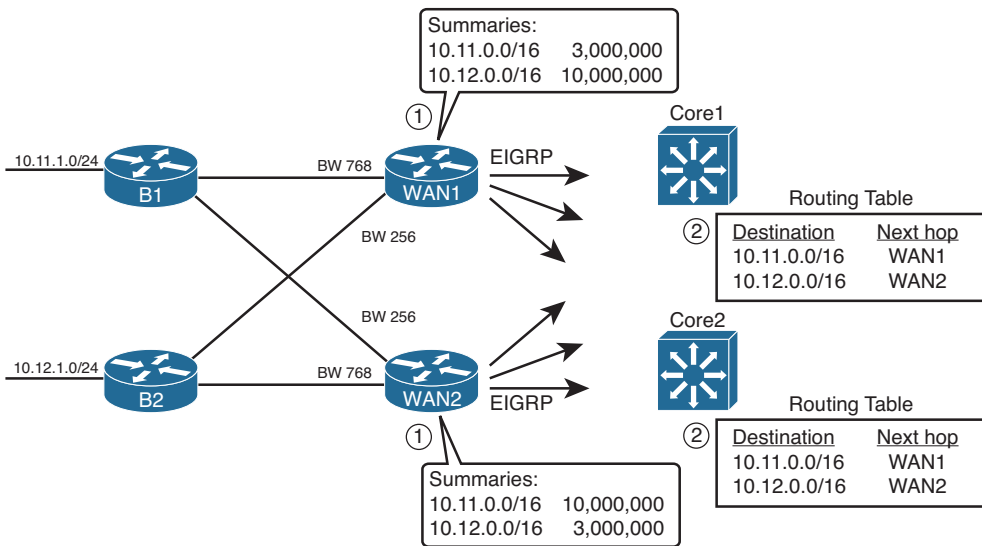 Summaries:
10.11.0.0/16 3,000,000
10.12.0.0/16 10,000,000
1
Core1
10.11.1.0/24
BW 768
EIGRP
B1
WAN1
Routing Table
2
Destination Next hop
10.11.0.0/16 WAN1
10.12.0.0/16 WAN2
BW 256
BW 256
Core2
10.12.1.0/24
BW 768
B2
WAN2
EIGRP
Routing Table
1
2
Destination Next hop
10.11.0.0/16 WAN1
10.12.0.0/16 WAN2
Summaries:
10.11.0.0/16 10,000,000
10.12.0.0/16 3,000,000